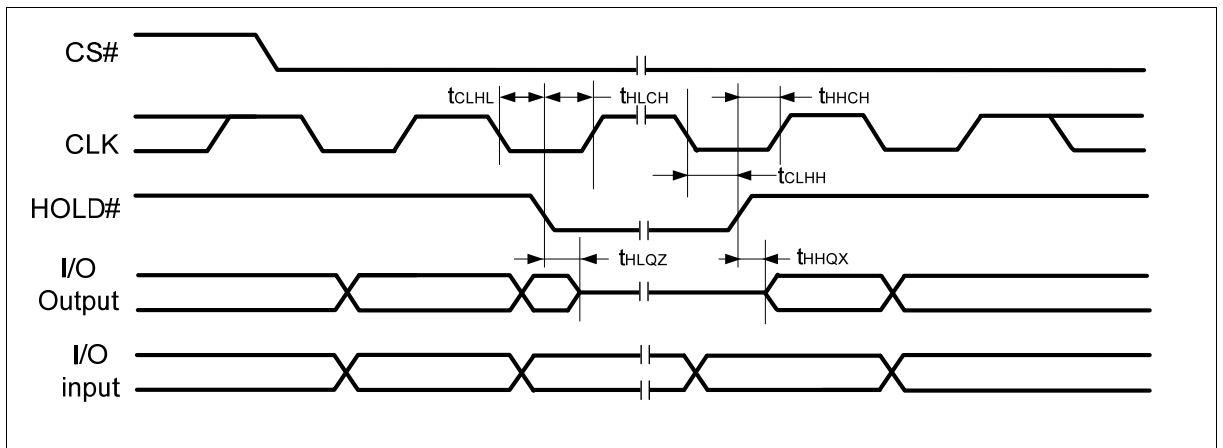 CS#
tCLHL
tHLCH
tHHCH
CLK
tCLHH
HOLD#
tHLQZ
tHHQX
I/O
Output
I/O
input